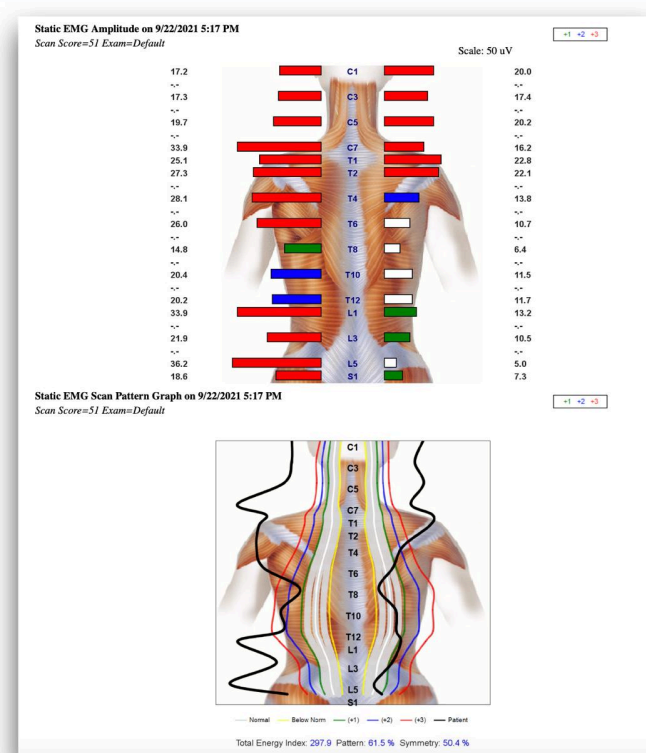 Static EMG Amplitude on 9/22/2021 5:17 PM
Scan Score=51 Exam=Default
+1 +2 +3
Scale: 50 uV
17.2 C1 20.0
-.- -.-
17.3 C3 17.4
-.- -.-
19.7 C5 20.2
-.- -.-
33.9 C7 16.2
25.1 T1 22.8
27.3 T2 22.1
-.- -.-
28.1 T4 13.8
-.- -.-
26.0 T6 10.7
-.- -.-
14.8 T8 6.4
-.- -.-
20.4 T10 11.5
-.- -.-
20.2 T12 11.7
33.9 L1 13.2
-.- -.-
21.9 L3 10.5
-.- -.-
36.2 L5 5.0
18.6 S1 7.3
Static EMG Scan Pattern Graph on 9/22/2021 5:17 PM
Scan Score=51 Exam=Default
+1 +2 +3
C1
C3
C5
C7
T1
T2
T4
T6
T8
T10
T12
L1
L3
L5
S1
Normal Below Norm (+1) (+2) (+3) Patient
Total Energy Index: 297.9 Pattern: 61.5 % Symmetry: 50.4 %